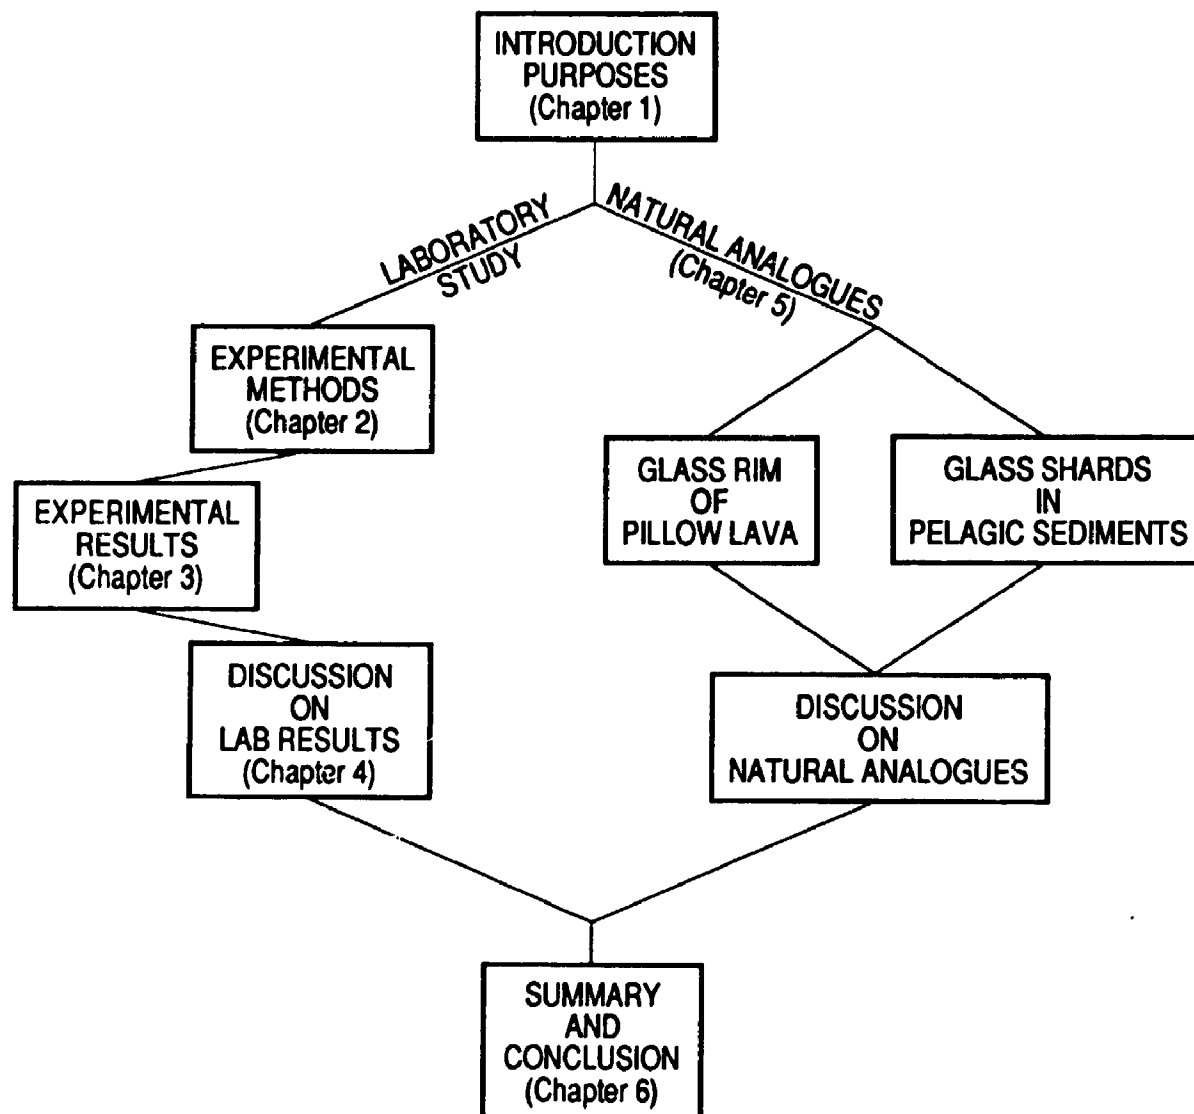 INTRODUCTION
PURPOSES
(Chapter 1)
LABORATORY
STUDY
NATURAL ANALOGUES
(Chapter 5)
EXPERIMENTAL
METHODS
(Chapter 2)
EXPERIMENTAL
RESULTS
(Chapter 3)
DISCUSSION
ON
LAB RESULTS
(Chapter 4)
GLASS RIM
OF
PILLOW LAVA
GLASS SHARDS
IN
PELAGIC SEDIMENTS
DISCUSSION
ON
NATURAL ANALOGUES
SUMMARY
AND
CONCLUSION
(Chapter 6)